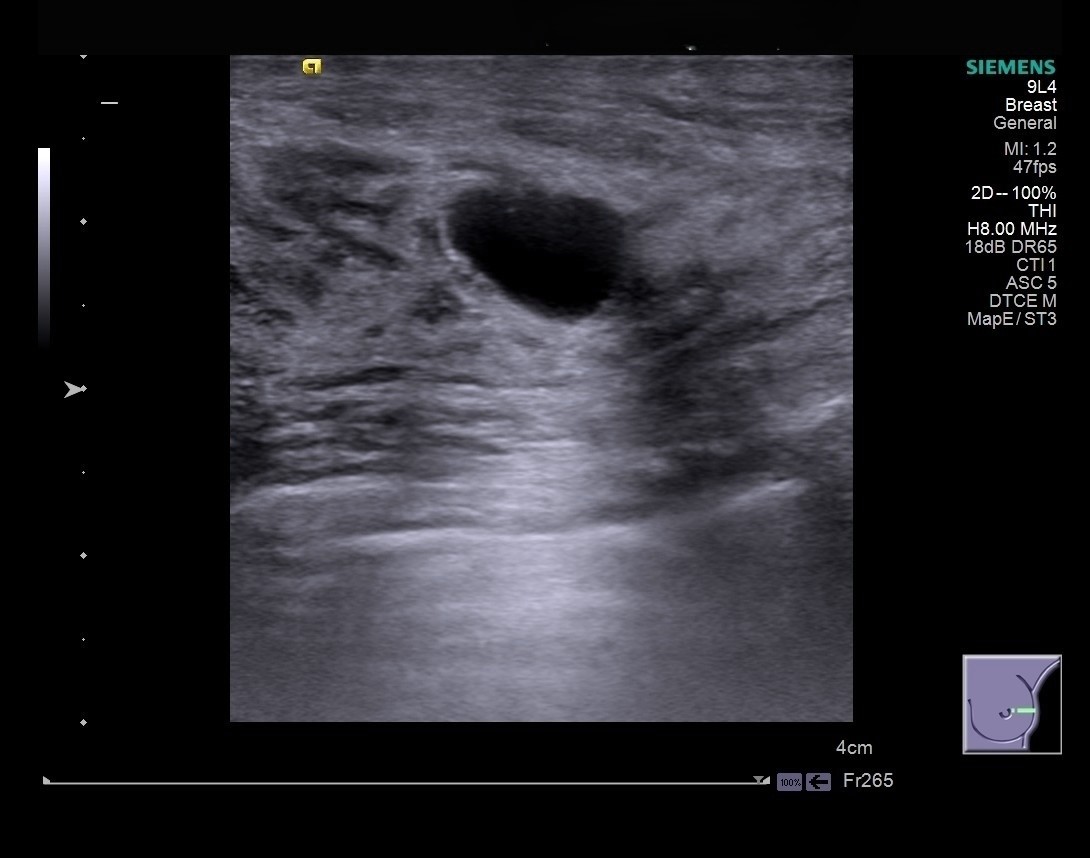 SIEMENS
9L4
Breast
General
MI: 1.2
47fps
2D--100%
THI
H8.00 MHz
18dB DR65
CTI 1
ASC 5
DTCE M
MapE / ST3
4cm
100%
Fr265